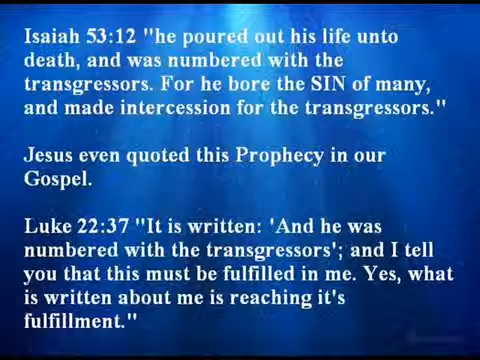 Isaiah 53:12 "he poured out his life unto
death, and was numbered with the
transgressors. For he bore the SIN of many,
and made intercession for the transgressors."
Jesus even quoted this Prophecy in our
Gospel.
Luke 22:37 "It is written: 'And he was
numbered with the transgressors'; and I tell
you that this must be fulfilled in me. Yes, what
is written about me is reaching it's
fulfillment."